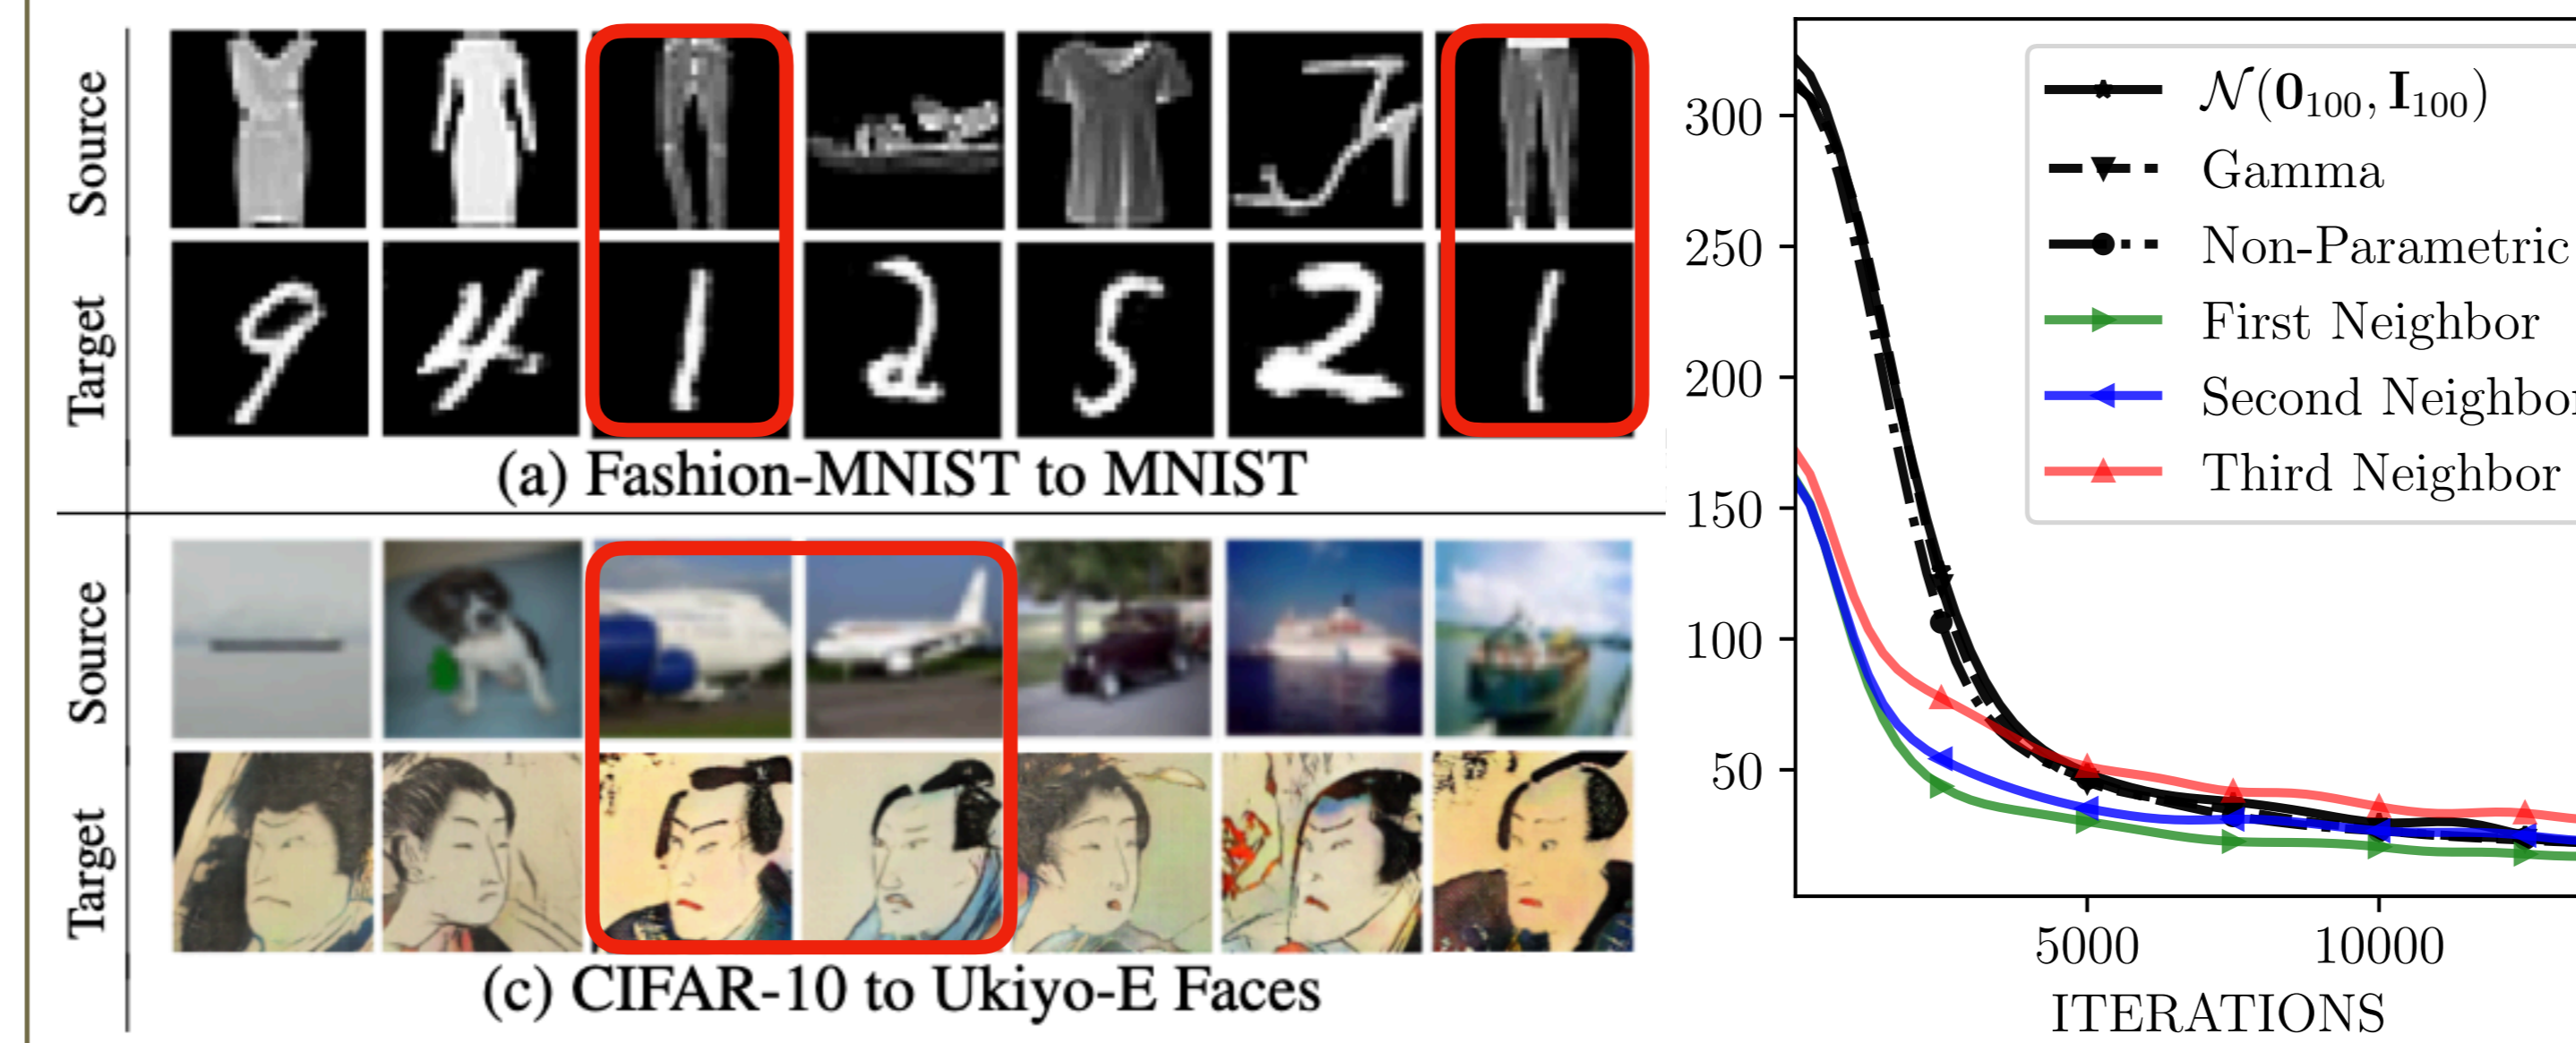 Source
Target
(a) Fashion-MNIST to MNIST
Source
Target
(c) CIFAR-10 to Ukiyo-E Faces
300
250
200
150
100
50
𝒩(𝟎₁₀₀, 𝐈₁₀₀)
Gamma
Non-Parametric
First Neighbor
Second Neighbor
Third Neighbor
5000 10000
ITERATIONS